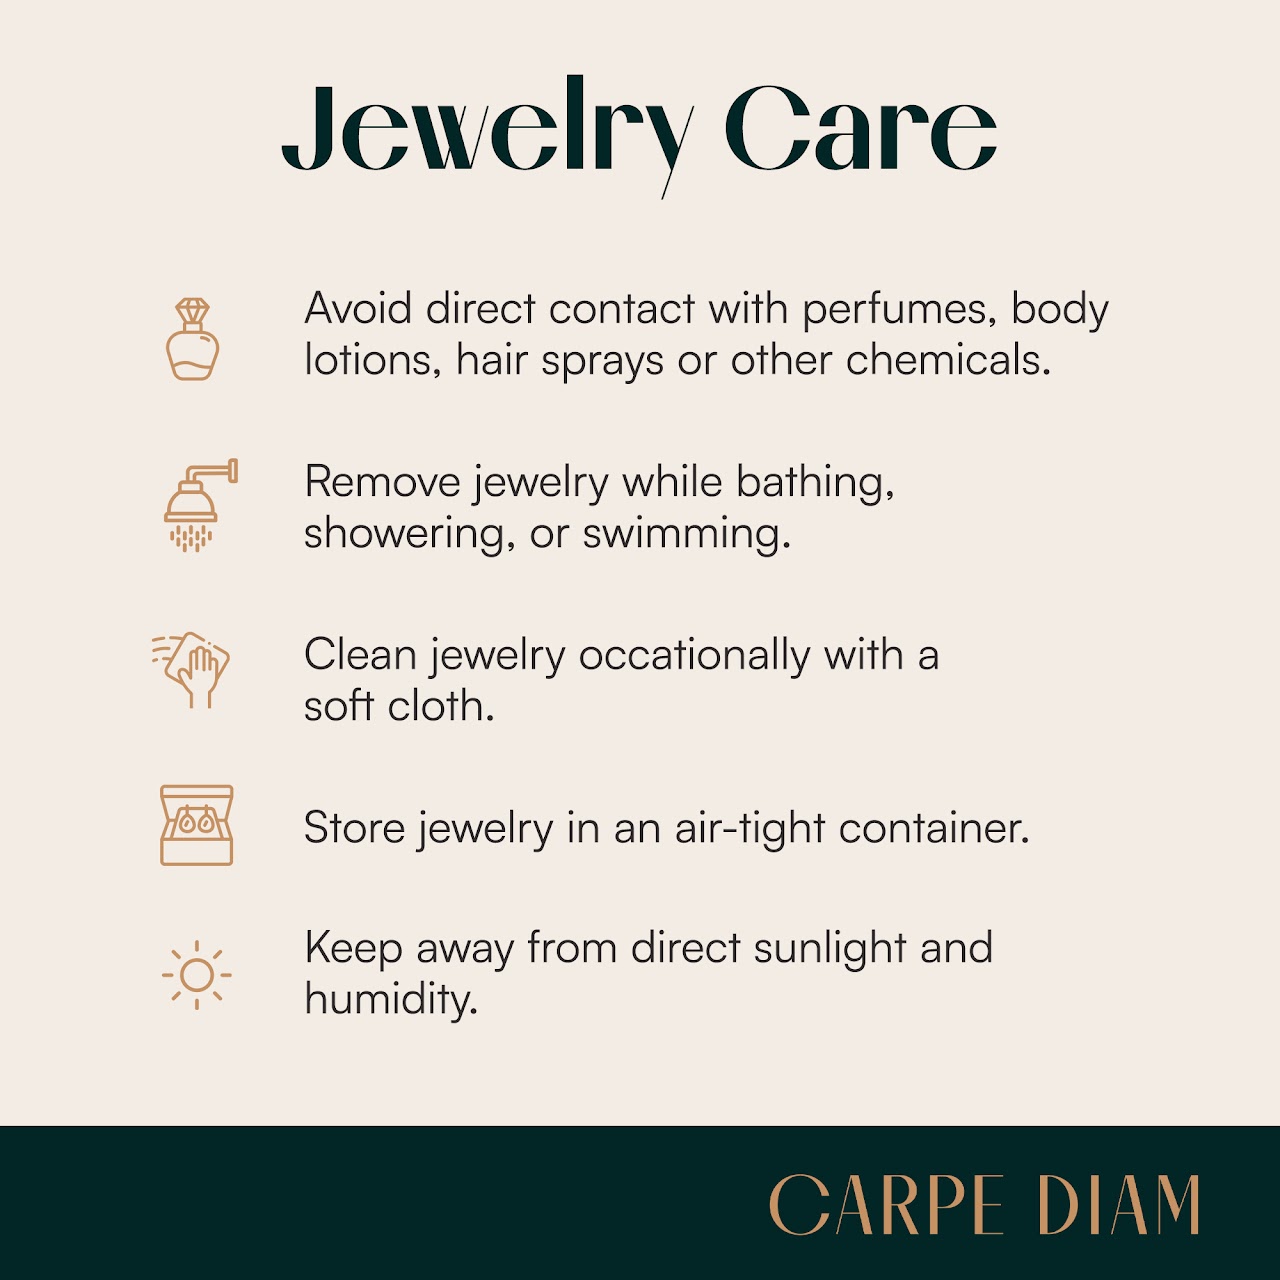 Jewelry Care
Avoid direct contact with perfumes, body
lotions, hair sprays or other chemicals.
Remove jewelry while bathing,
showering, or swimming.
Clean jewelry occationally with a
soft cloth.
Store jewelry in an air-tight container.
Keep away from direct sunlight and
humidity.
CARPE DIAM